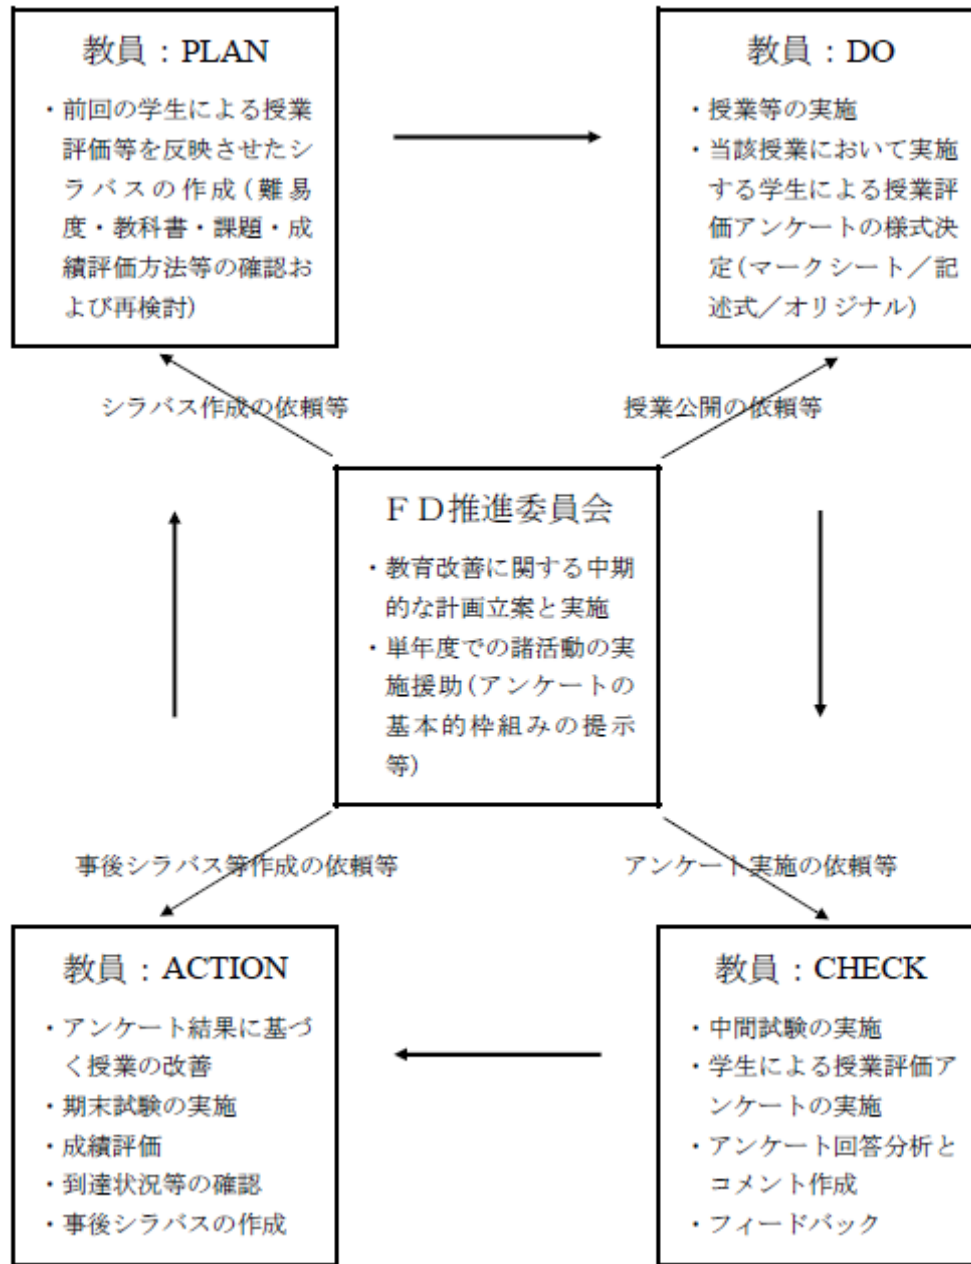 教員：PLAN
・前回の学生による授業
評価等を反映させたシ
ラバスの作成(難易
度・教科書・課題・成
績評価方法等の確認お
よび再検討)
教員：DO
・授業等の実施
・当該授業において実施
する学生による授業評
価アンケートの様式決
定(マークシート／記
述式／オリジナル)
シラバス作成の依頼等
授業公開の依頼等
ＦＤ推進委員会
・教育改善に関する中期
的な計画立案と実施
・単年度での諸活動の実
施援助(アンケートの
基本的枠組みの提示
等)
事後シラバス等作成の依頼等
アンケート実施の依頼等
教員：ACTION
・アンケート結果に基づ
く授業の改善
・期末試験の実施
・成績評価
・到達状況等の確認
・事後シラバスの作成
教員：CHECK
・中間試験の実施
・学生による授業評価ア
ンケートの実施
・アンケート回答分析と
コメント作成
・フィードバック